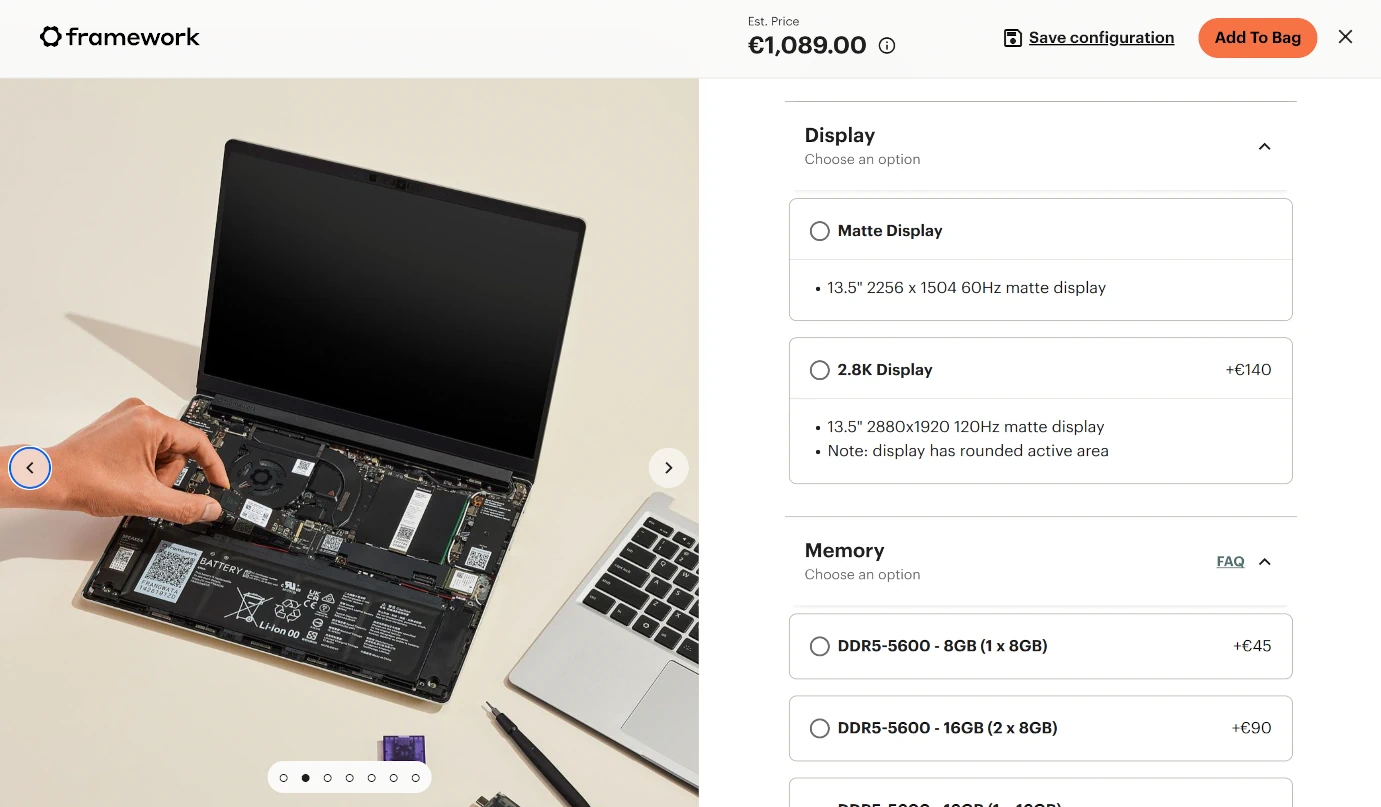 framework
Est. Price
€1,089.00
Save configuration
Add To Bag
Display
Choose an option
Matte Display
• 13.5" 2256 x 1504 60Hz matte display
2.8K Display
+€140
• 13.5" 2880x1920 120Hz matte display
• Note: display has rounded active area
Memory
Choose an option
FAQ
DDR5-5600 - 8GB (1 x 8GB)
+€45
DDR5-5600 - 16GB (2 x 8GB)
+€90
framework
BATTERY
Li-ion 00
SPEAKER